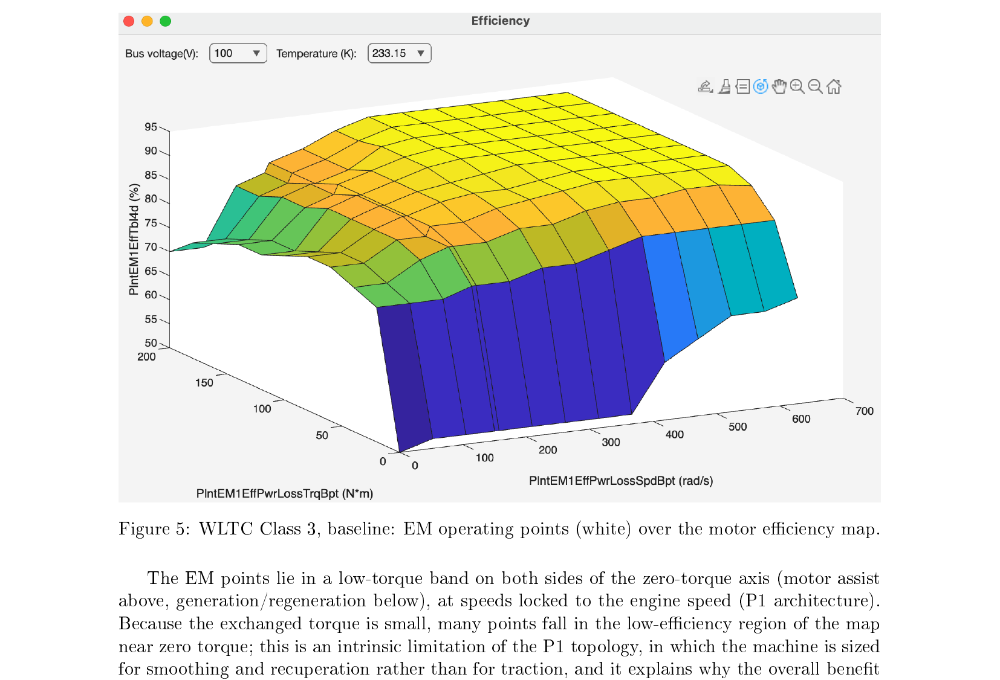 Efficiency
Bus voltage(V): 100 Temperature (K): 233.15
95
90
85
80
75
70
65
60
55
50
PlntEM1EffTbl4d (%)
200
150
100
50
0
0
100
200
300
400
500
600
700
PlntEM1EffPwrLossSpdBpt (rad/s)
PlntEM1EffPwrLossTrqBpt (N*m)
Figure 5: WLTC Class 3, baseline: EM operating points (white) over the motor efficiency map.
The EM points lie in a low-torque band on both sides of the zero-torque axis (motor assist
above, generation/regeneration below), at speeds locked to the engine speed (P1 architecture).
Because the exchanged torque is small, many points fall in the low-efficiency region of the map
near zero torque; this is an intrinsic limitation of the P1 topology, in which the machine is sized
for smoothing and recuperation rather than for traction, and it explains why the overall benefit